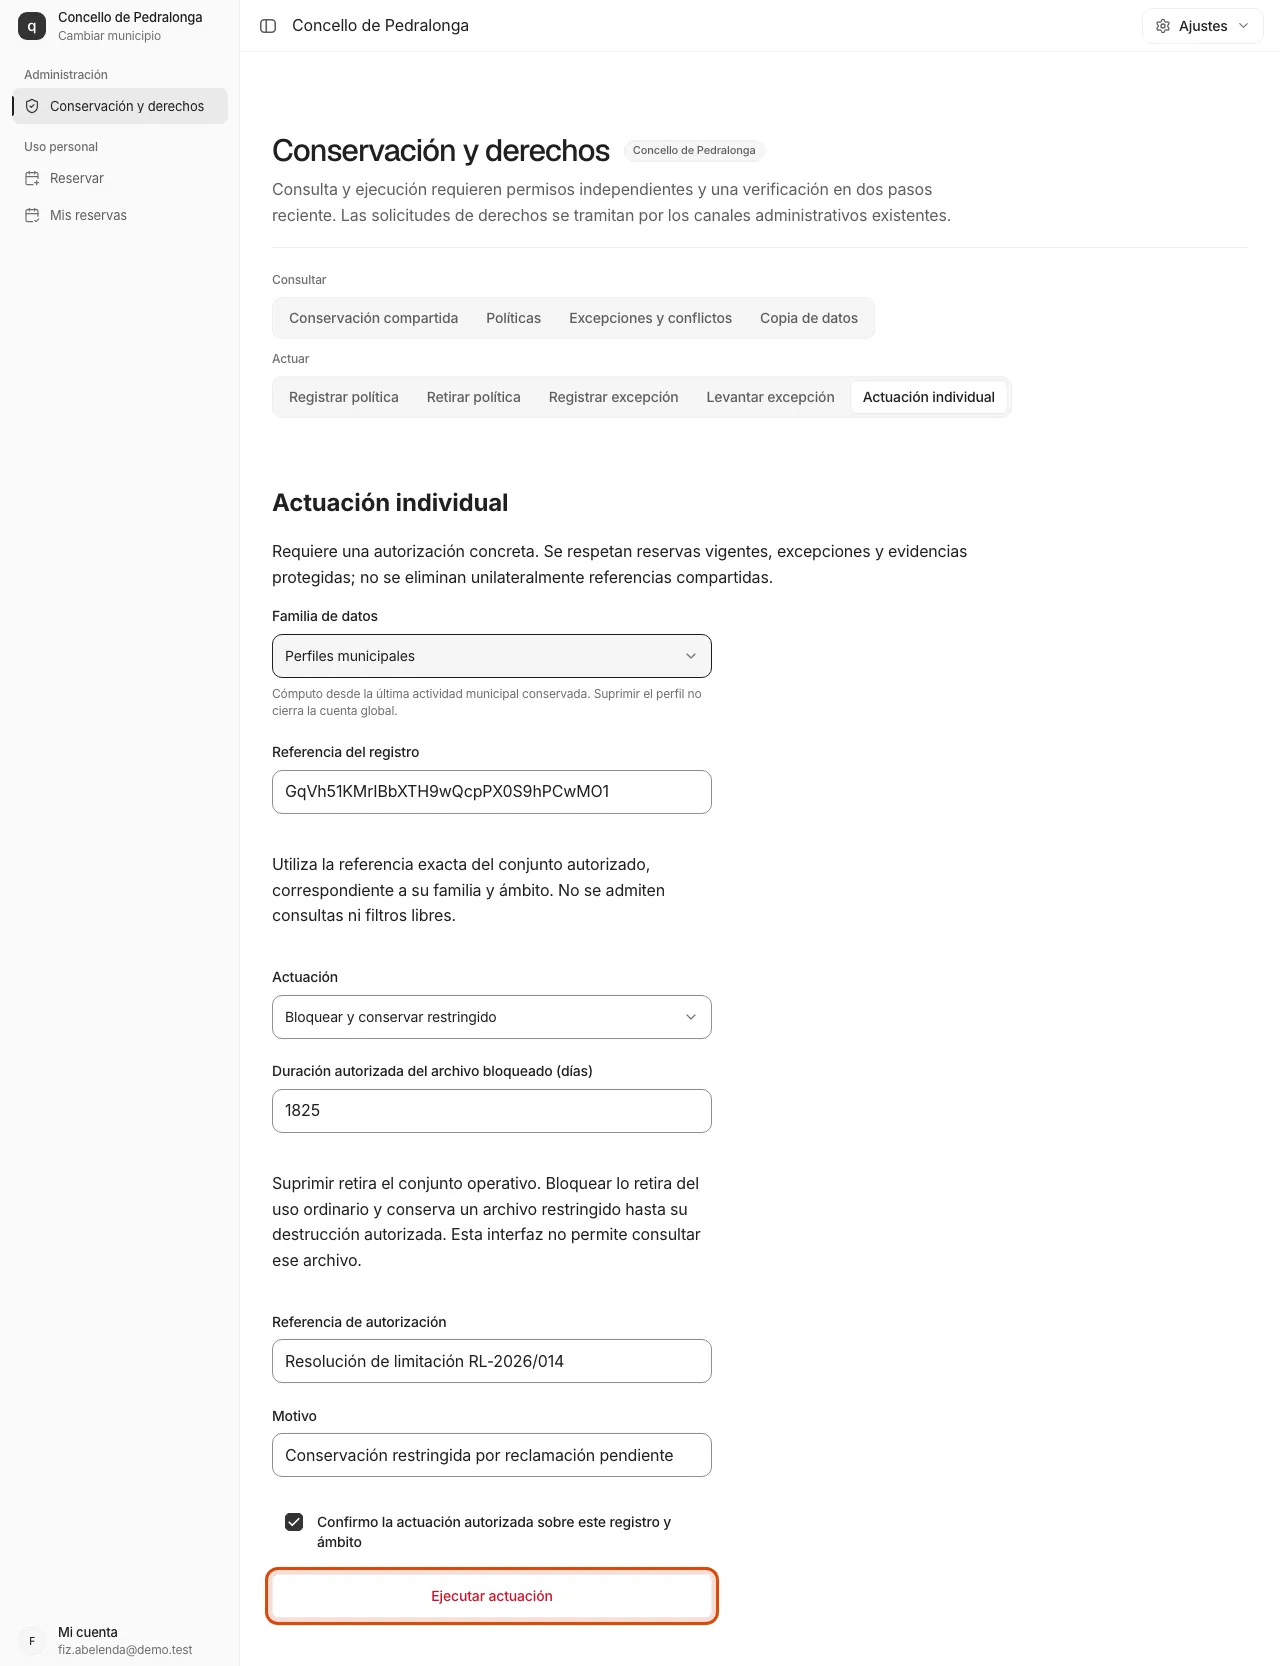 q
Concello de Pedralonga
Cambiar municipio
Administración
Conservación y derechos
Uso personal
Reservar
Mis reservas
Concello de Pedralonga
Ajustes
Conservación y derechos
Concello de Pedralonga
Consulta y ejecución requieren permisos independientes y una verificación en dos pasos
reciente. Las solicitudes de derechos se tramitan por los canales administrativos existentes.
Consultar
Conservación compartida Políticas Excepciones y conflictos Copia de datos
Actuar
Registrar política Retirar política Registrar excepción Levantar excepción Actuación individual
Actuación individual
Requiere una autorización concreta. Se respetan reservas vigentes, excepciones y evidencias
protegidas; no se eliminan unilateralmente referencias compartidas.
Familia de datos
Perfiles municipales
Cómputo desde la última actividad municipal conservada. Suprimir el perfil no
cierra la cuenta global.
Referencia del registro
GqVh51KMrIBbXTH9wQcpPX0S9hPCwMO1
Utiliza la referencia exacta del conjunto autorizado,
correspondiente a su familia y ámbito. No se admiten
consultas ni filtros libres.
Actuación
Bloquear y conservar restringido
Duración autorizada del archivo bloqueado (días)
1825
Suprimir retira el conjunto operativo. Bloquear lo retira del
uso ordinario y conserva un archivo restringido hasta su
destrucción autorizada. Esta interfaz no permite consultar
ese archivo.
Referencia de autorización
Resolución de limitación RL-2026/014
Motivo
Conservación restringida por reclamación pendiente
Confirmo la actuación autorizada sobre este registro y
ámbito
Ejecutar actuación
F
Mi cuenta
fiz.abelenda@demo.test